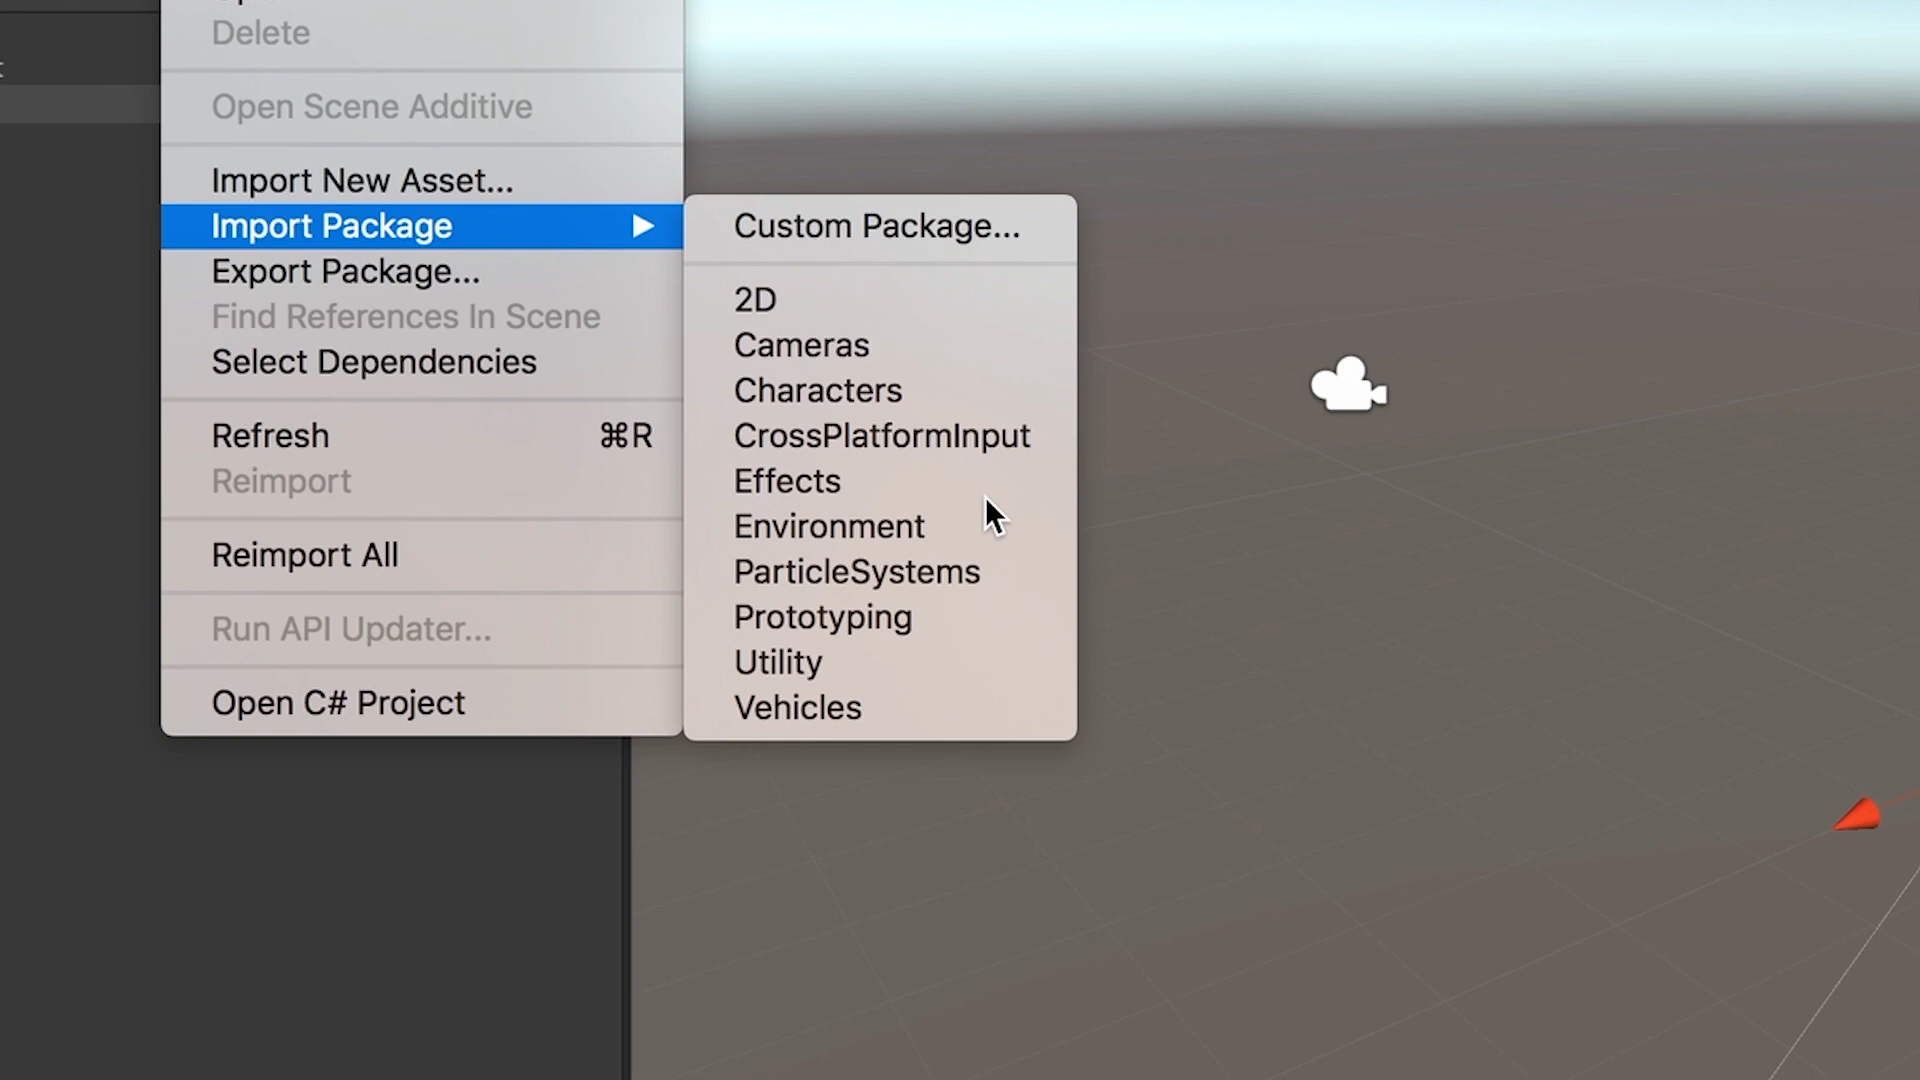 Delete
Open Scene Additive
Import New Asset...
Import Package
Export Package...
Find References In Scene
Select Dependencies
Refresh ⌘R
Reimport
Reimport All
Run API Updater...
Open C# Project
Custom Package...
2D
Cameras
Characters
CrossPlatformInput
Effects
Environment
ParticleSystems
Prototyping
Utility
Vehicles